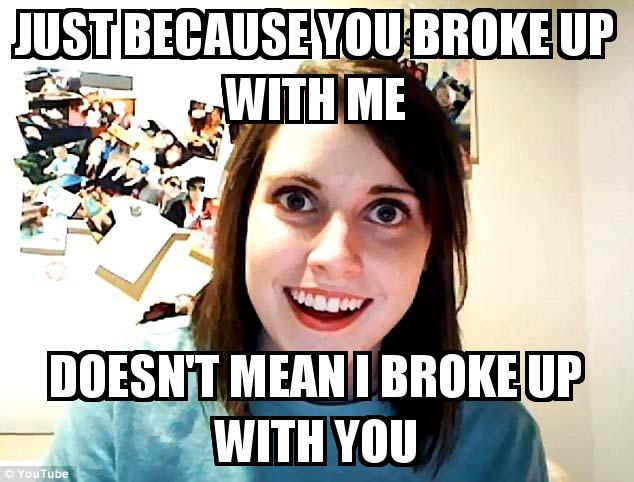 JUST BECAUSE YOU BROKE UP
WITH ME
DOESN'T MEAN I BROKE UP
WITH YOU
© YouTube